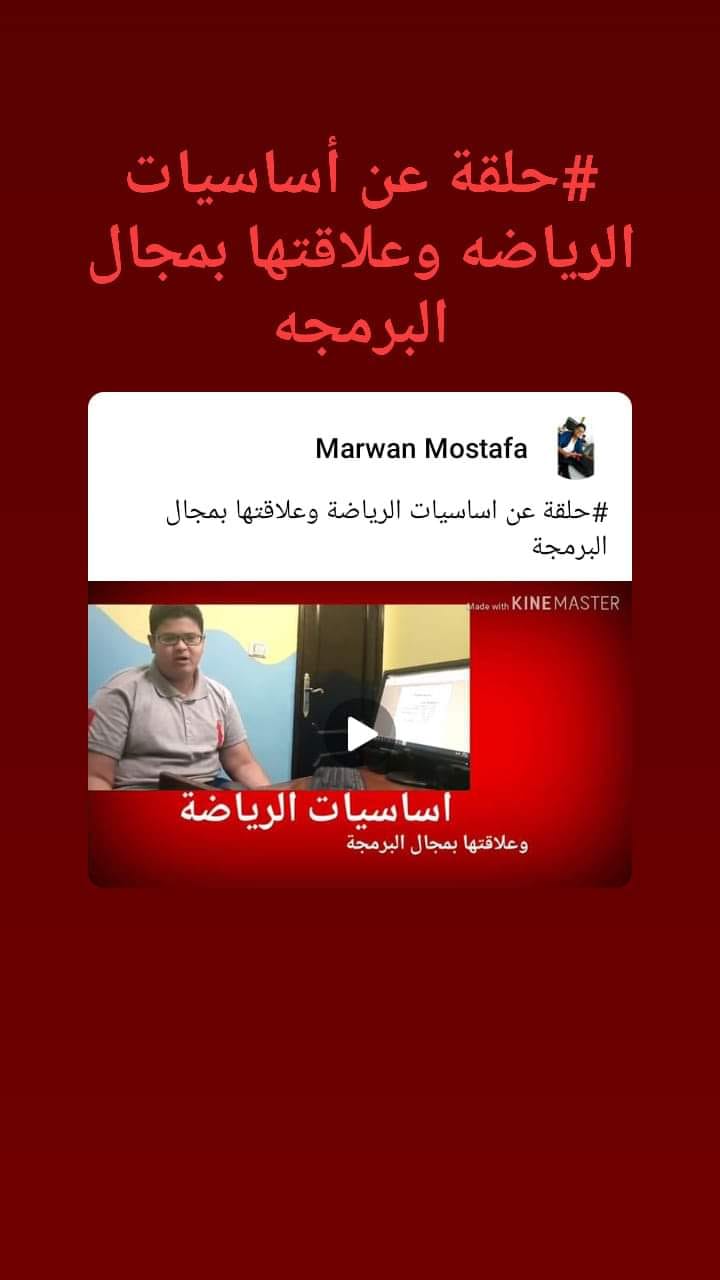 #حلقة عن أساسيات
الرياضه وعلاقتها بمجال
البرمجه
Marwan Mostafa
#حلقة عن اساسيات الرياضة وعلاقتها بمجال
البرمجة
Made with KINEMASTER
اساسيات الرياضة
وعلاقتها بمجال البرمجة